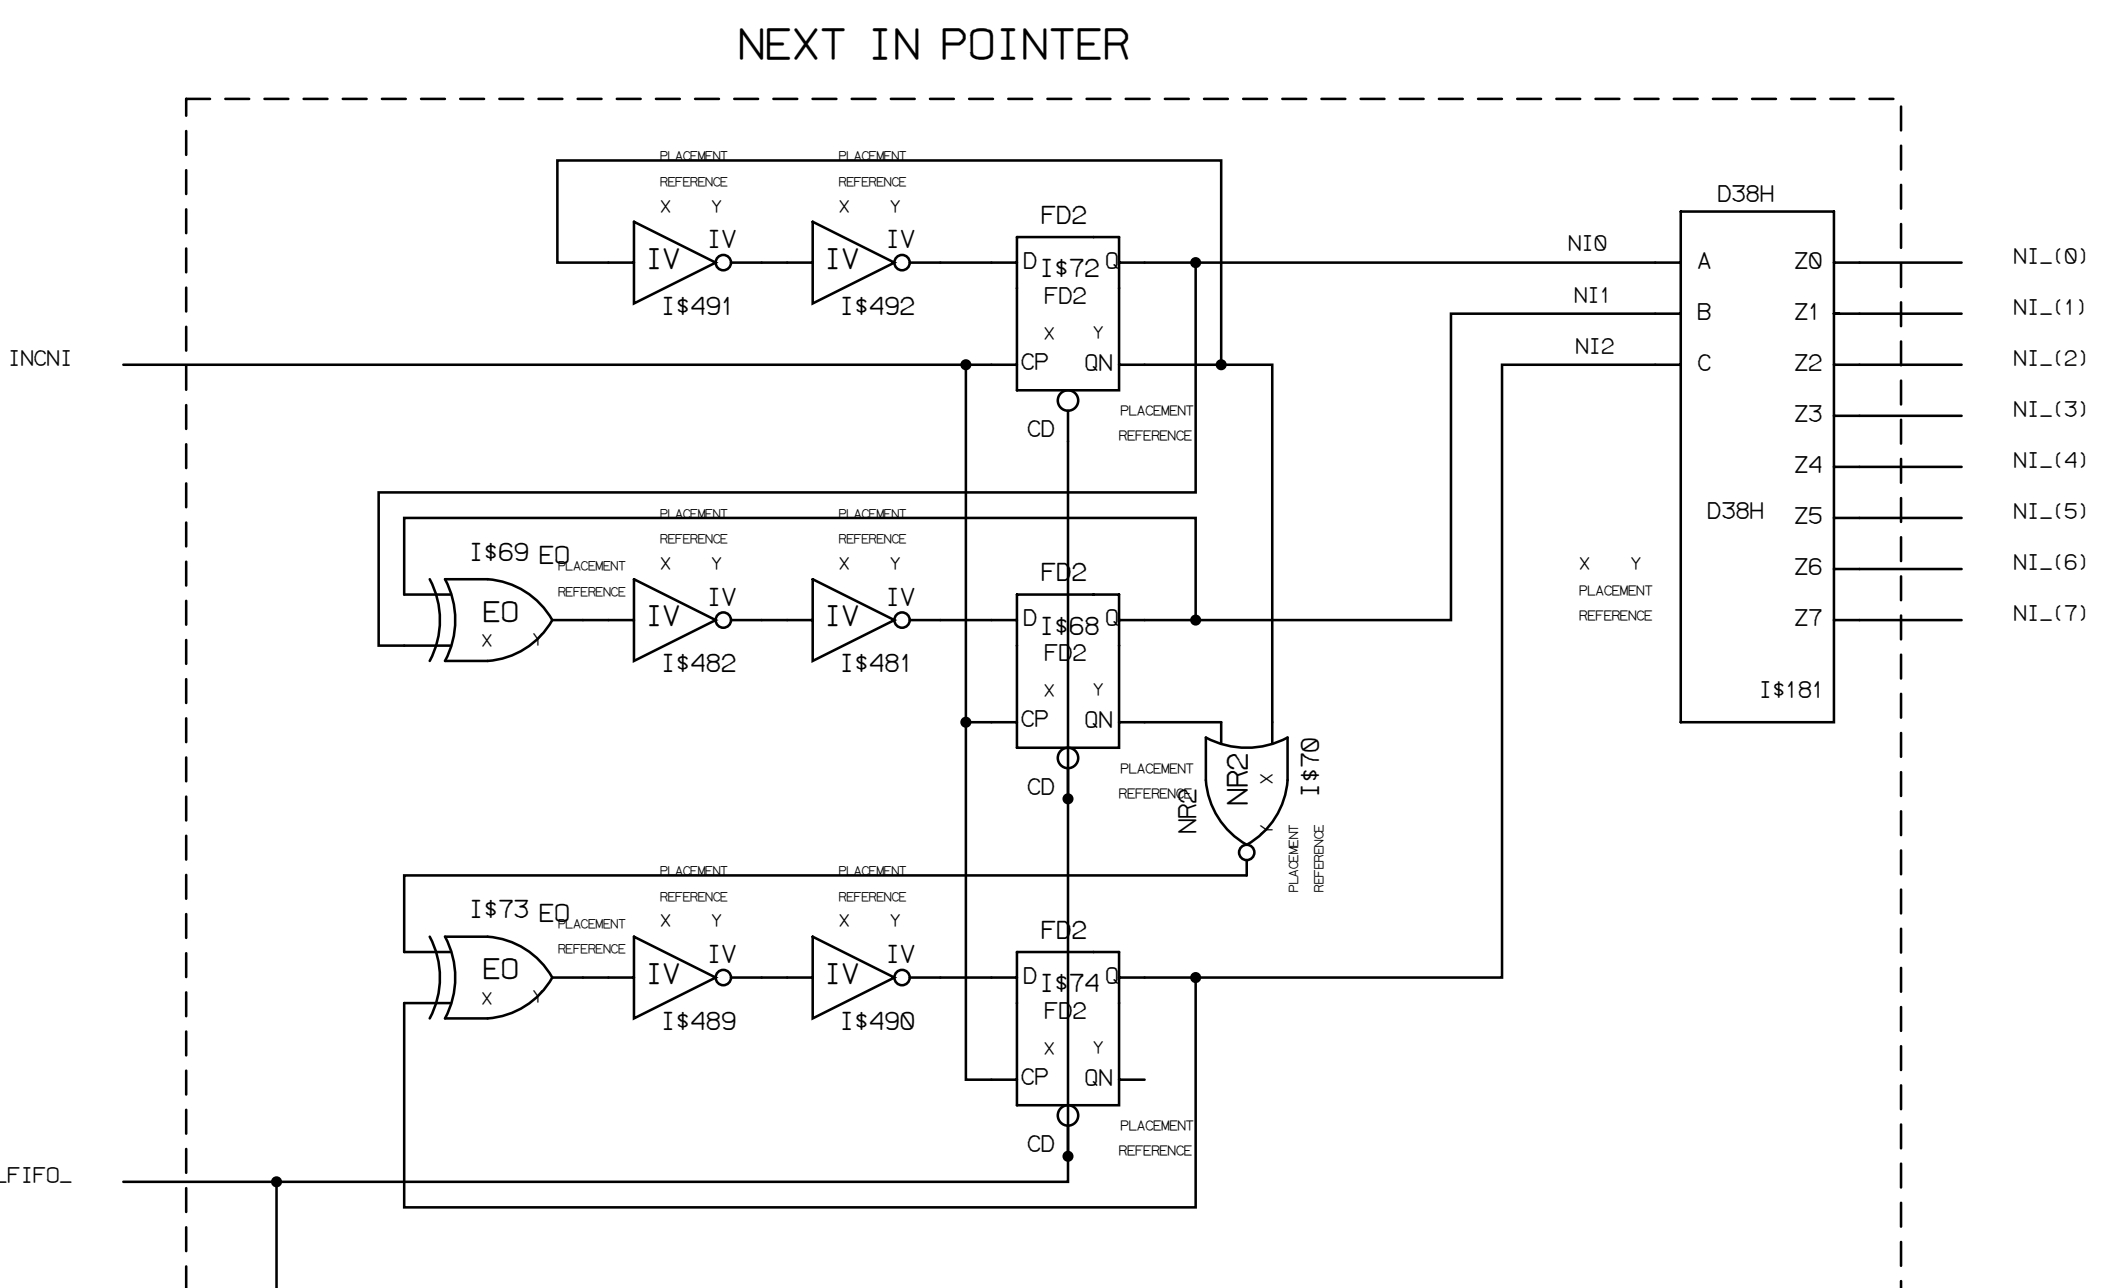 NEXT IN POINTER
PLACEMENT
REFERENCE
X Y
PLACEMENT
REFERENCE
X Y
IV
IV
I$491
IV
IV
I$492
FD2
D
I$72
Q
FD2
X Y
CP
QN
CD
PLACEMENT
REFERENCE
INCNI
NI0
NI1
NI2
D38H
A
B
C
Z0
Z1
Z2
Z3
Z4
Z5
Z6
Z7
D38H
I$181
X Y
PLACEMENT
REFERENCE
NI_(0)
NI_(1)
NI_(2)
NI_(3)
NI_(4)
NI_(5)
NI_(6)
NI_(7)
I$69
EO
PLACEMENT
REFERENCE
EO
X Y
PLACEMENT
REFERENCE
X Y
IV
IV
I$482
PLACEMENT
REFERENCE
X Y
IV
IV
I$481
FD2
D
I$68
Q
FD2
X Y
CP
QN
CD
PLACEMENT
REFERENCE
NR2
NR2
X Y
I$70
PLACEMENT
REFERENCE
I$73
EO
PLACEMENT
REFERENCE
EO
X Y
PLACEMENT
REFERENCE
X Y
IV
IV
I$489
PLACEMENT
REFERENCE
X Y
IV
IV
I$490
FD2
D
I$74
Q
FD2
X Y
CP
QN
CD
PLACEMENT
REFERENCE
_FIFO_